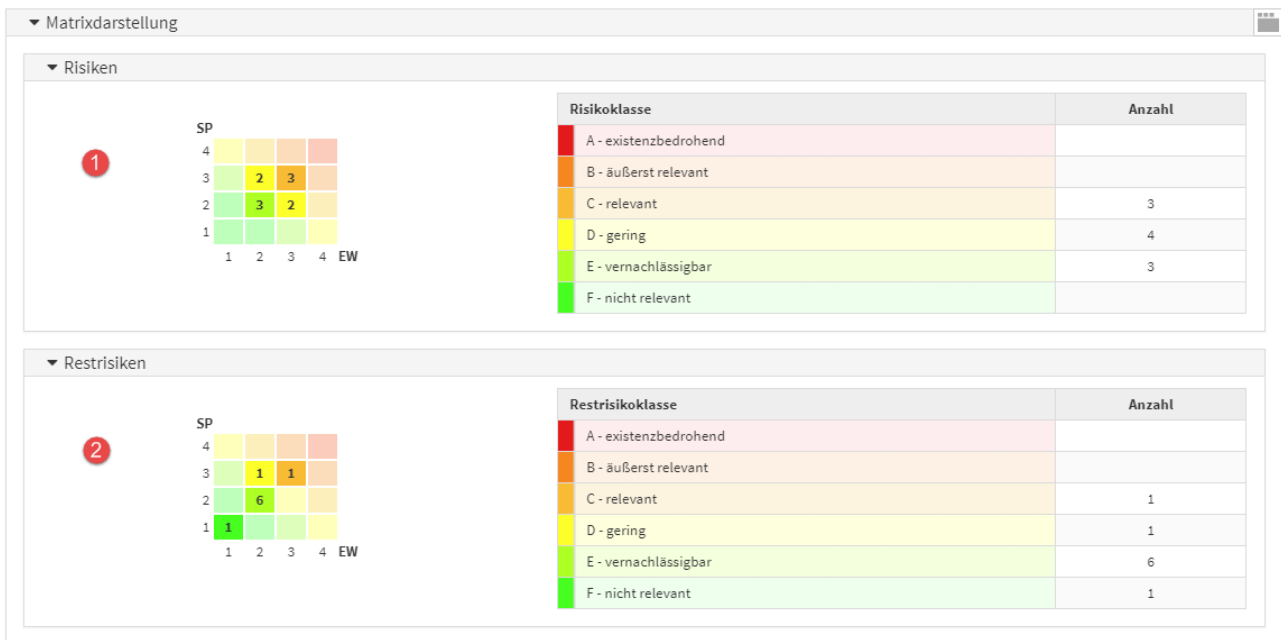 Matrixdarstellung
Risiken
1
SP
4
3 2 3
2 3 2
1
1 2 3 4 EW
Risikoklasse Anzahl
A - existenzbedrohend
B - äußerst relevant
C - relevant 3
D - gering 4
E - vernachlässigbar 3
F - nicht relevant
Restrisiken
2
SP
4
3 1 1
2 6
1 1
1 2 3 4 EW
Restrisikoklasse Anzahl
A - existenzbedrohend
B - äußerst relevant
C - relevant 1
D - gering 1
E - vernachlässigbar 6
F - nicht relevant 1